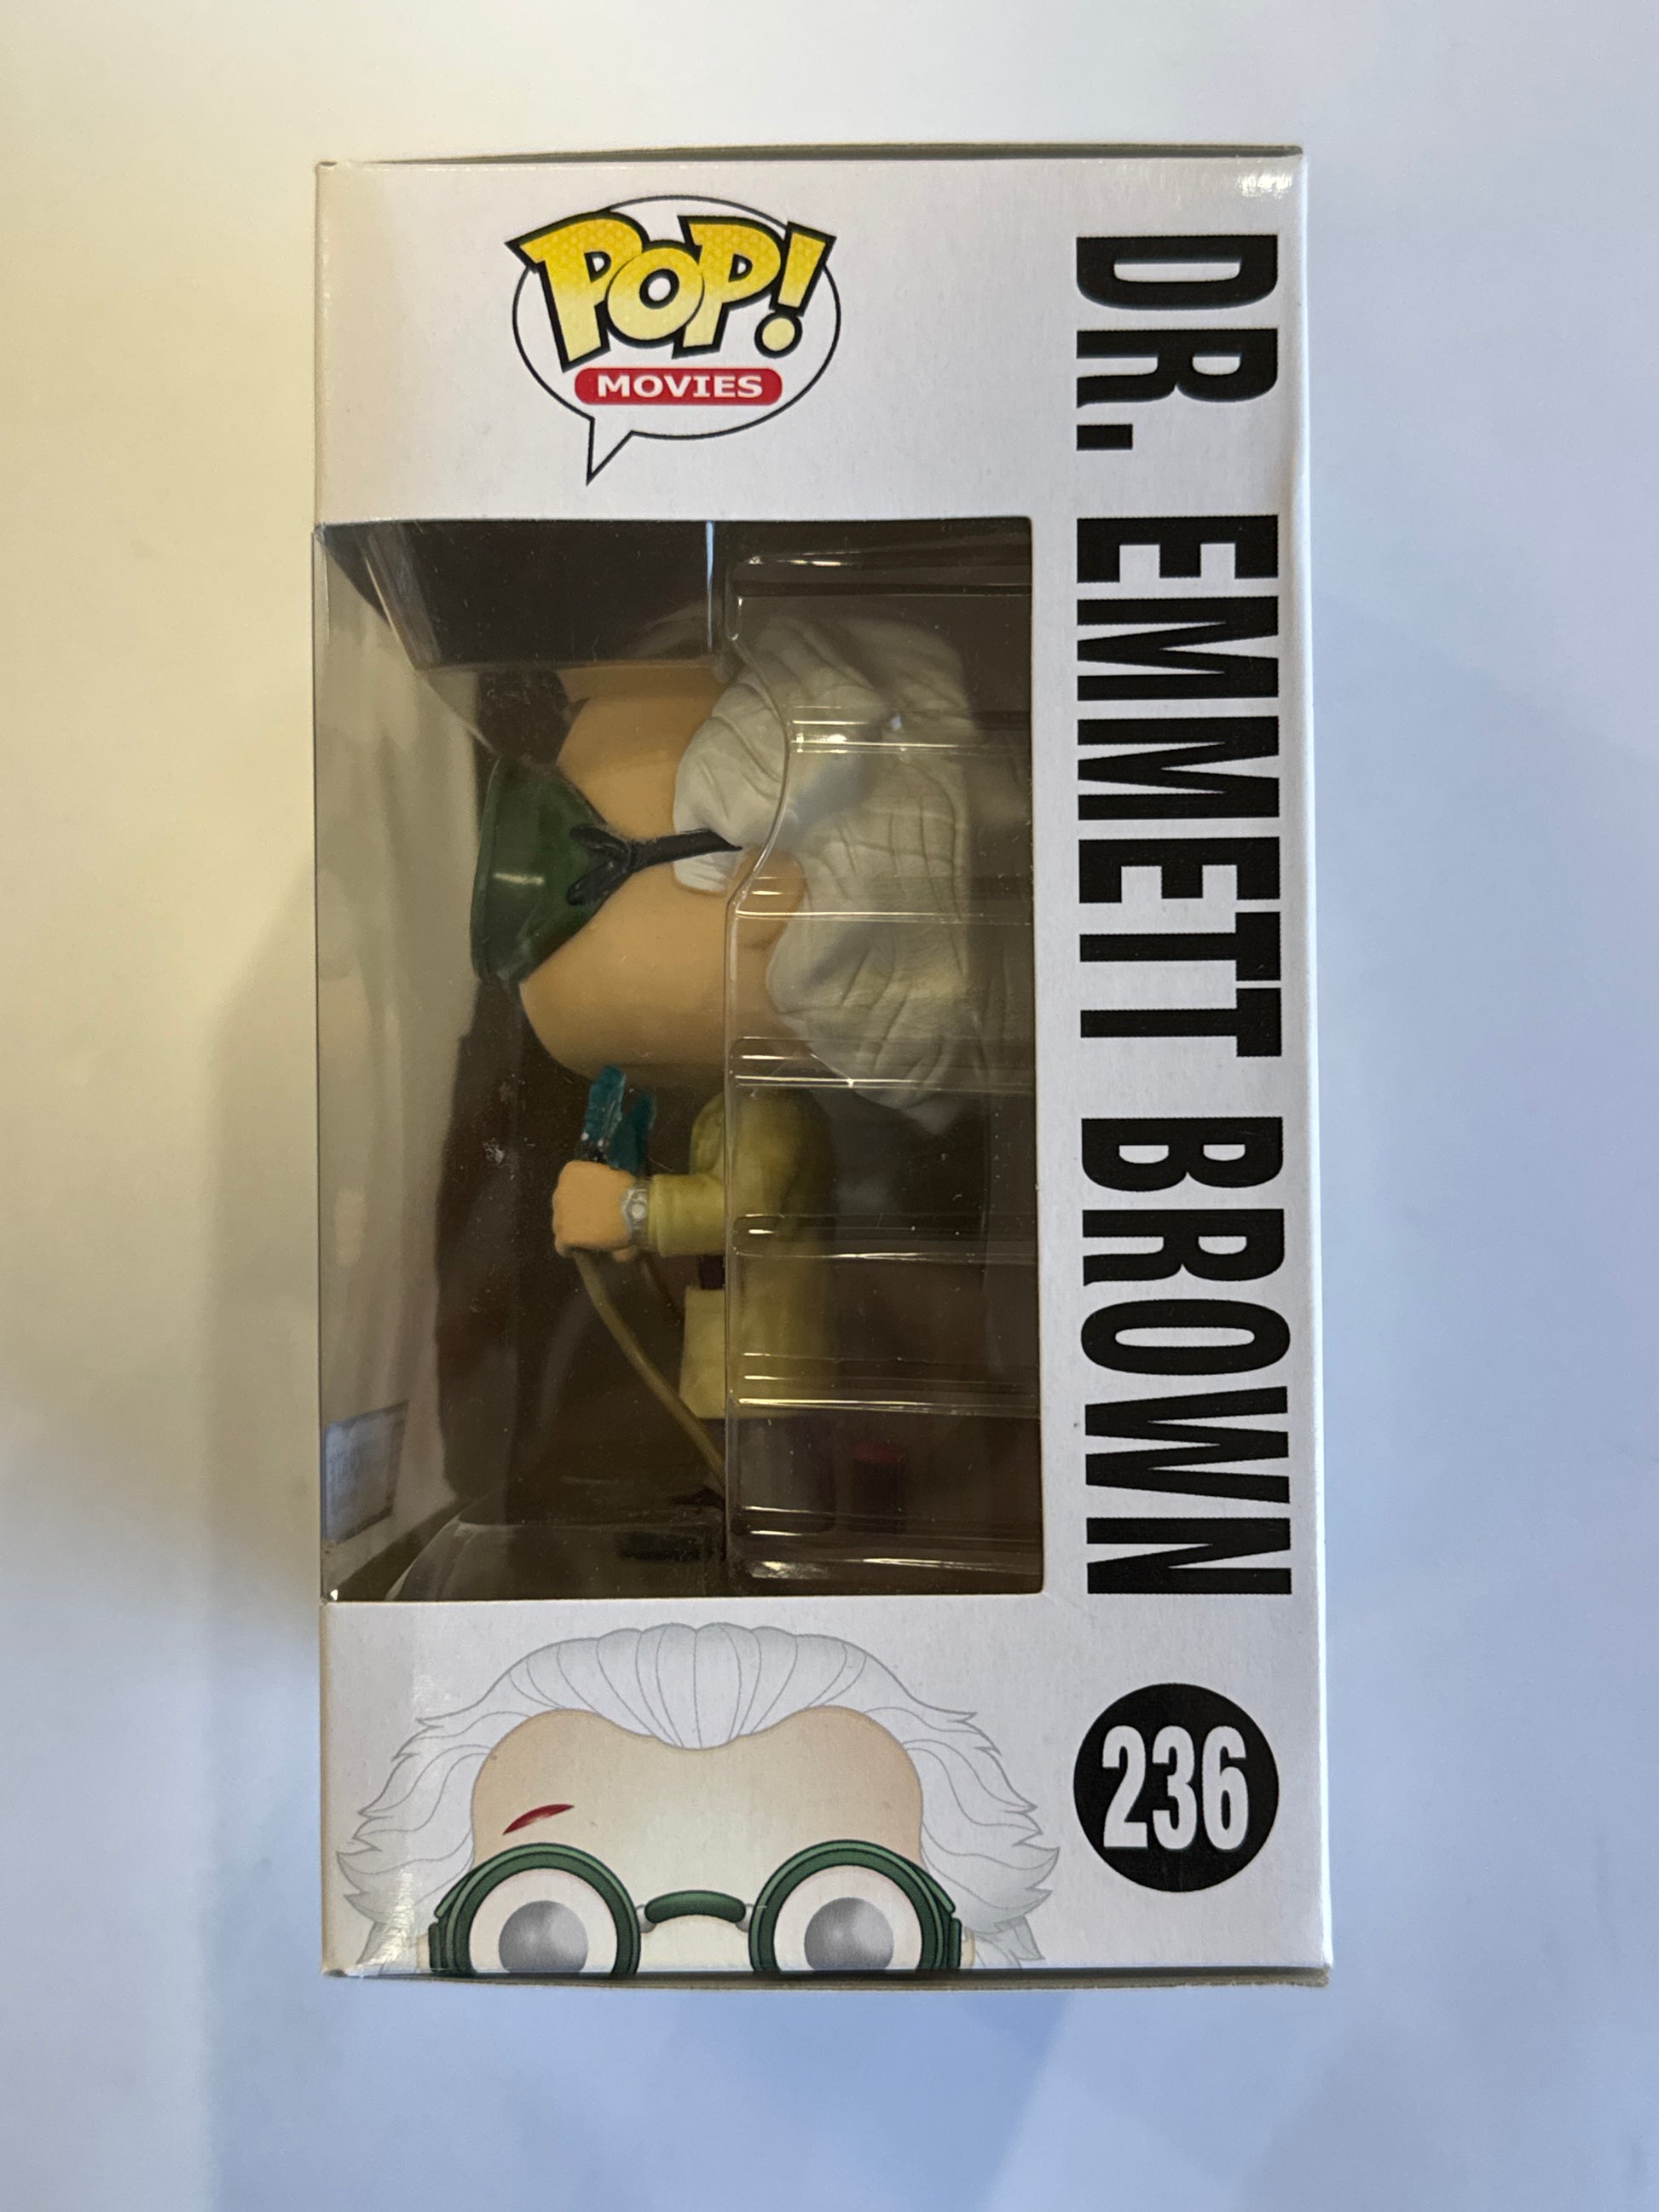 POP!
MOVIES
DR. EMMETT BROWN
236